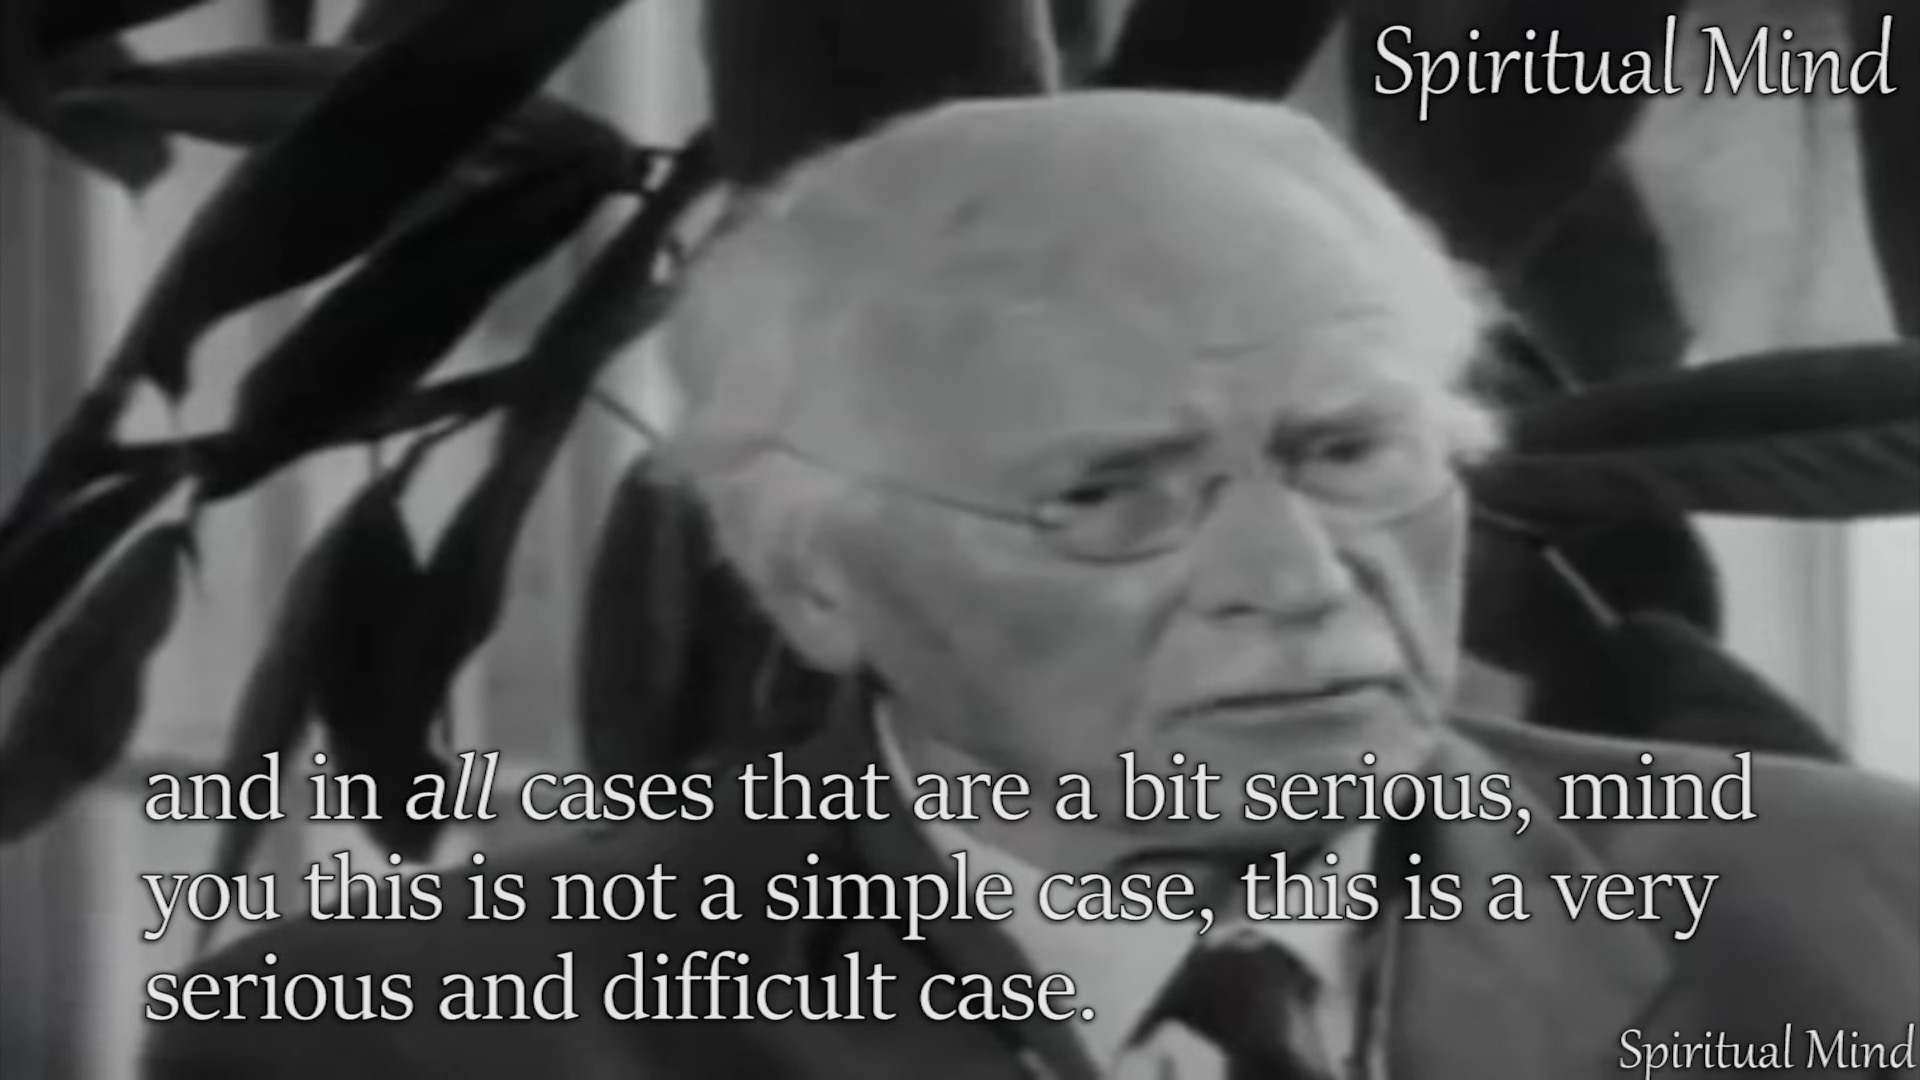 Spiritual Mind
and in all cases that are a bit serious, mind
you this is not a simple case, this is a very
serious and difficult case.
Spiritual Mind